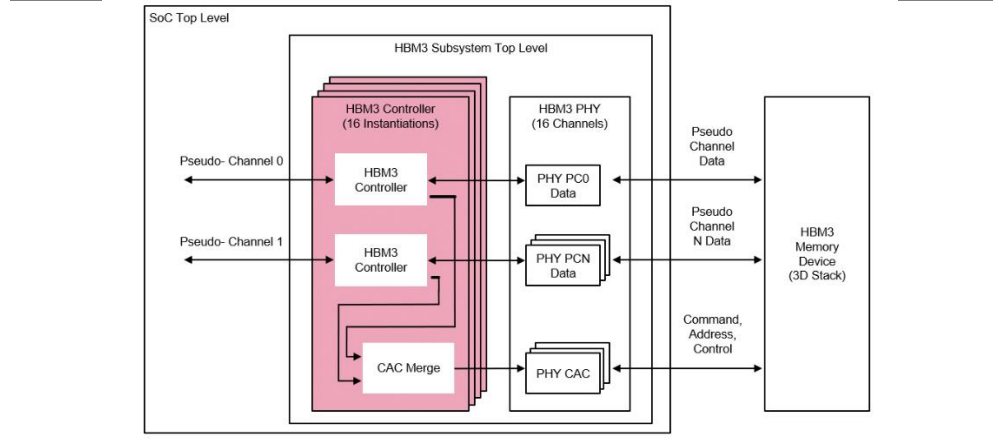 SoC Top Level
HBM3 Subsystem Top Level
HBM3 Controller
(16 Instantiations)
HBM3 PHY
(16 Channels)
Pseudo- Channel 0
HBM3
Controller
PHY PC0
Data
Pseudo
Channel
Data
Pseudo- Channel 1
HBM3
Controller
PHY PCN
Data
Pseudo
Channel
N Data
HBM3
Memory
Device
(3D Stack)
CAC Merge
PHY CAC
Command,
Address,
Control